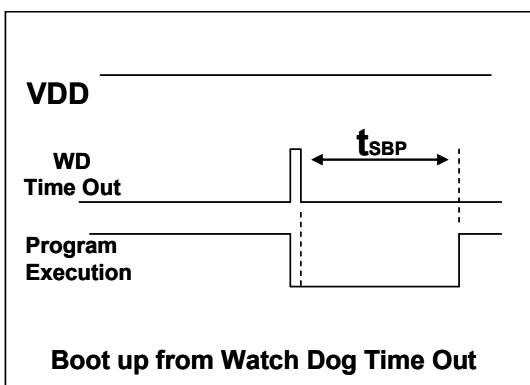 VDD
tSBP
WD
Time Out
Program
Execution
Boot up from Watch Dog Time Out